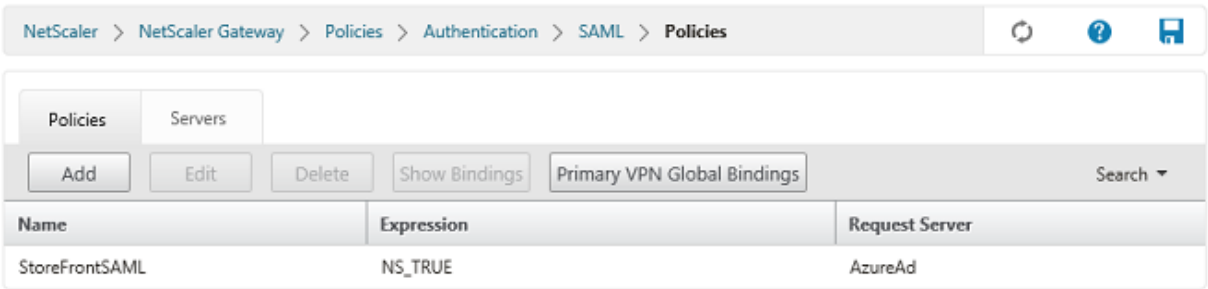 NetScaler > NetScaler Gateway > Policies > Authentication > SAML > Policies
?
Policies Servers
Add Edit Delete Show Bindings Primary VPN Global Bindings Search
Name Expression Request Server
StoreFrontSAML NS_TRUE AzureAd